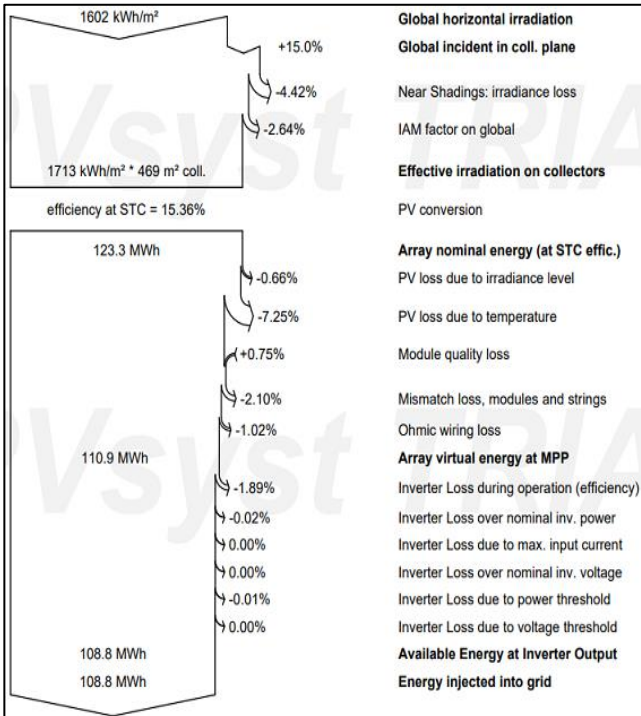 1602 kWh/m² Global horizontal irradiation
+15.0% Global incident in coll. plane
-4.42% Near Shadings: irradiance loss
-2.64% IAM factor on global
1713 kWh/m² * 469 m² coll. Effective irradiation on collectors
efficiency at STC = 15.36% PV conversion
123.3 MWh Array nominal energy (at STC effic.)
-0.66% PV loss due to irradiance level
-7.25% PV loss due to temperature
+0.75% Module quality loss
-2.10% Mismatch loss, modules and strings
-1.02% Ohmic wiring loss
110.9 MWh Array virtual energy at MPP
-1.89% Inverter Loss during operation (efficiency)
-0.02% Inverter Loss over nominal inv. power
0.00% Inverter Loss due to max. input current
0.00% Inverter Loss over nominal inv. voltage
-0.01% Inverter Loss due to power threshold
0.00% Inverter Loss due to voltage threshold
108.8 MWh Available Energy at Inverter Output
108.8 MWh Energy injected into grid
PVsyst TRIA
PVsyst TRIA